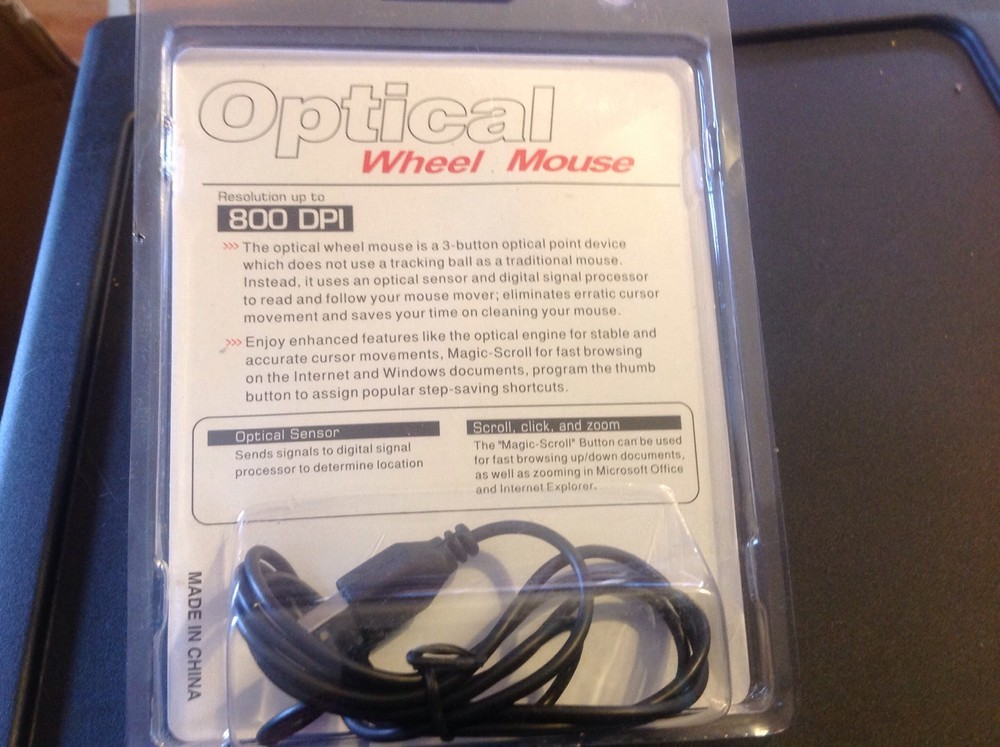 Optical
Wheel Mouse
Resolution up to
800 DPI
>>> The optical wheel mouse is a 3-button optical point device
which does not use a tracking ball as a traditional mouse.
Instead, it uses an optical sensor and digital signal processor
to read and follow your mouse mover; eliminates erratic cursor
movement and saves your time on cleaning your mouse.
>>> Enjoy enhanced features like the optical engine for stable and
accurate cursor movements, Magic-Scroll for fast browsing
on the Internet and Windows documents, program the thumb
button to assign popular step-saving shortcuts.
Optical Sensor
Sends signals to digital signal
processor to determine location
Scroll, click, and zoom
The "Magic-Scroll" Button can be used
for fast browsing up/down documents,
as well as zooming in Microsoft Office
and Internet Explorer.
MADE IN CHINA